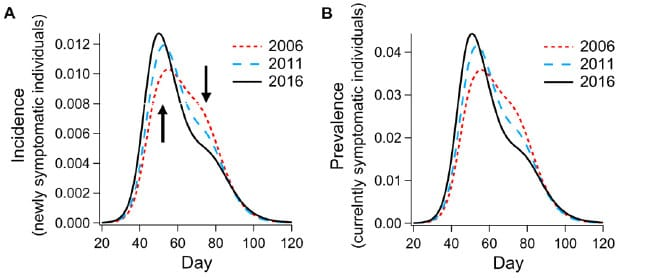 A
Incidence
(newly symptomatic individuals)
0.012
0.010
0.008
0.006
0.004
0.002
0.000
2006
2011
2016
20 40 60 80 100 120
Day
B
Prevalence
(currelntly symptomatic individuals)
0.04
0.03
0.02
0.01
0.00
2006
2011
2016
20 40 60 80 100 120
Day